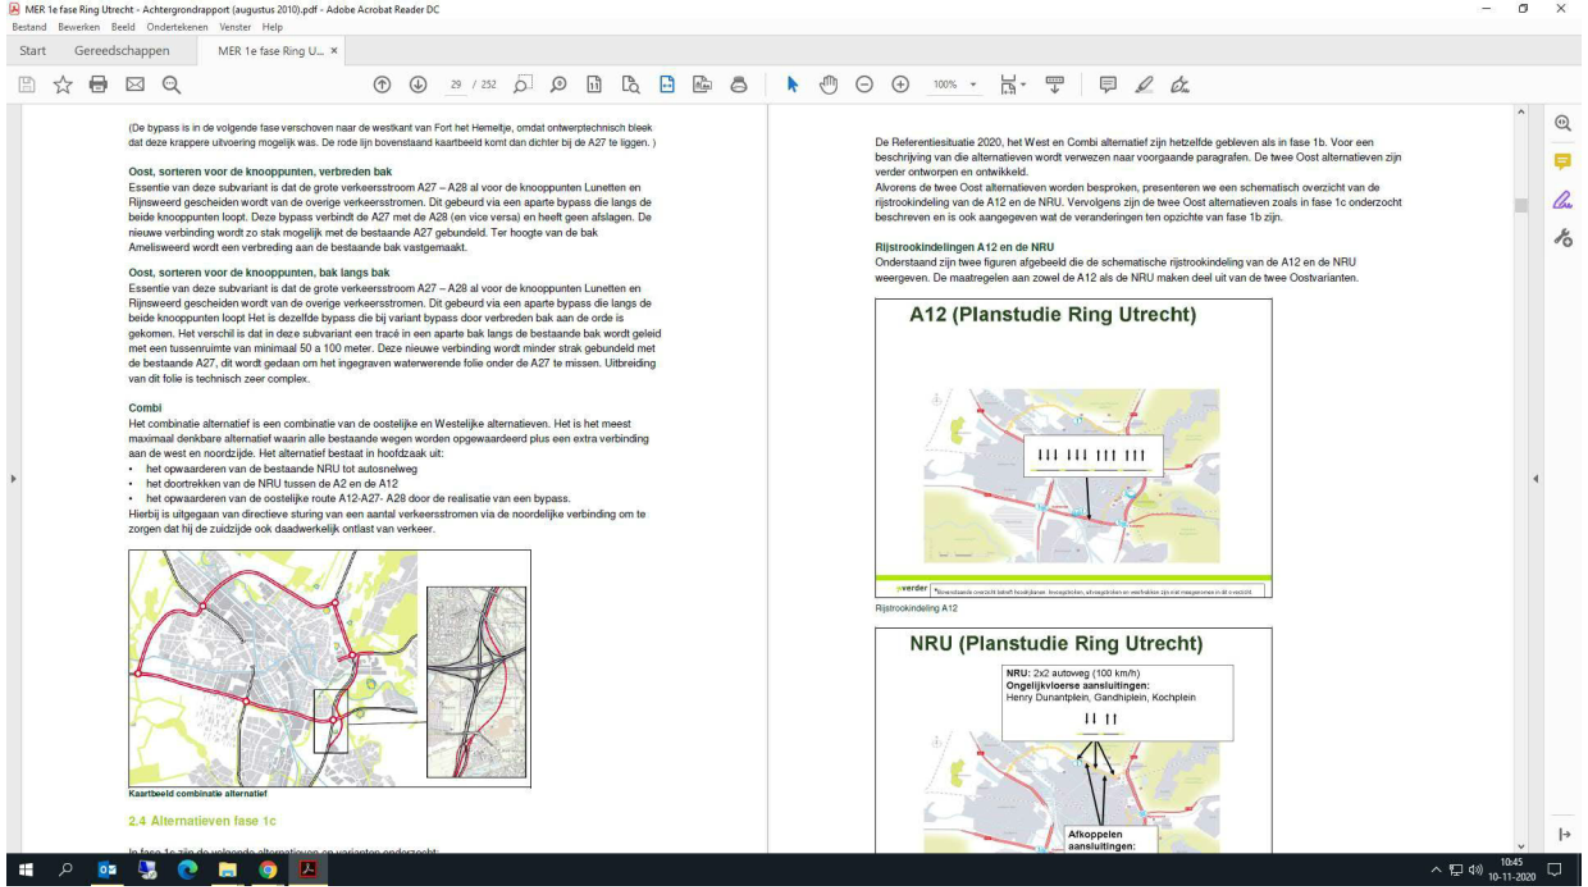 MER 1e fase Ring Utrecht - Achtergrondrapport (augustus 2010).pdf - Adobe Acrobat Reader DC
Bestand Bewerken Beeld Ondertekenen Venster Help
Start Gereedschappen MER 1e fase Ring U... ×
29 / 252 100%
(De bypass is in de volgende fase verschoven naar de westkant van Fort het Hemeltje, omdat ontwerptechnisch bleek
dat deze krappere uitvoering mogelijk was. De rode lijn bovenstaand kaartbeeld komt dan dichter bij de A27 te liggen. )
Oost, sorteren voor de knooppunten, verbreden bak
Essentie van deze subvariant is dat de grote verkeersstroom A27 – A28 al voor de knooppunten Lunetten en
Rijnsweerd gescheiden wordt van de overige verkeersstromen. Dit gebeurd via een aparte bypass die langs de
beide knooppunten loopt. Deze bypass verbindt de A27 met de A28 (en vice versa) en heeft geen afslagen. De
nieuwe verbinding wordt zo stak mogelijk met de bestaande A27 gebundeld. Ter hoogte van de bak
Amelisweerd wordt een verbreding aan de bestaande bak vastgemaakt.
Oost, sorteren voor de knooppunten, bak langs bak
Essentie van deze subvariant is dat de grote verkeersstroom A27 – A28 al voor de knooppunten Lunetten en
Rijnsweerd gescheiden wordt van de overige verkeersstromen. Dit gebeurd via een aparte bypass die langs de
beide knooppunten loopt Het is dezelfde bypass die bij variant bypass door verbreden bak aan de orde is
gekomen. Het verschil is dat in deze subvariant een tracé in een aparte bak langs de bestaande bak wordt geleid
met een tussenruimte van minimaal 50 a 100 meter. Deze nieuwe verbinding wordt minder strak gebundeld met
de bestaande A27, dit wordt gedaan om het ingegraven waterwerende folie onder de A27 te missen. Uitbreiding
van dit folie is technisch zeer complex.
Combi
Het combinatie alternatief is een combinatie van de oostelijke en Westelijke alternatieven. Het is het meest
maximaal denkbare alternatief waarin alle bestaande wegen worden opgewaardeerd plus een extra verbinding
aan de west en noordzijde. Het alternatief bestaat in hoofdzaak uit:
• het opwaarderen van de bestaande NRU tot autosnelweg
• het doortrekken van de NRU tussen de A2 en de A12
• het opwaarderen van de oostelijke route A12-A27- A28 door de realisatie van een bypass.
Hierbij is uitgegaan van directieve sturing van een aantal verkeersstromen via de noordelijke verbinding om te
zorgen dat hij de zuidzijde ook daadwerkelijk ontlast van verkeer.
Kaartbeeld combinatie alternatief
2.4 Alternatieven fase 1c
In fase 1c zijn de volgende alternatieven en varianten onderzocht:
De Referentiesituatie 2020, het West en Combi alternatief zijn hetzelfde gebleven als in fase 1b. Voor een
beschrijving van die alternatieven wordt verwezen naar voorgaande paragrafen. De twee Oost alternatieven zijn
verder ontworpen en ontwikkeld.
Alvorens de twee Oost alternatieven worden besproken, presenteren we een schematisch overzicht van de
rijstrookindeling van de A12 en de NRU. Vervolgens zijn de twee Oost alternatieven zoals in fase 1c onderzocht
beschreven en is ook aangegeven wat de veranderingen ten opzichte van fase 1b zijn.
Rijstrookindelingen A12 en de NRU
Onderstaand zijn twee figuren afgebeeld die de schematische rijstrookindeling van de A12 en de NRU
weergeven. De maatregelen aan zowel de A12 als de NRU maken deel uit van de twee Oostvarianten.
A12 (Planstudie Ring Utrecht)
verder
Rijstrookindeling A12
NRU (Planstudie Ring Utrecht)
NRU: 2x2 autoweg (100 km/h)
Ongelijkvloerse aansluitingen:
Henry Dunantplein, Gandhiplein, Kochplein
Afkoppelen
aansluitingen:
10:45
10-11-2020